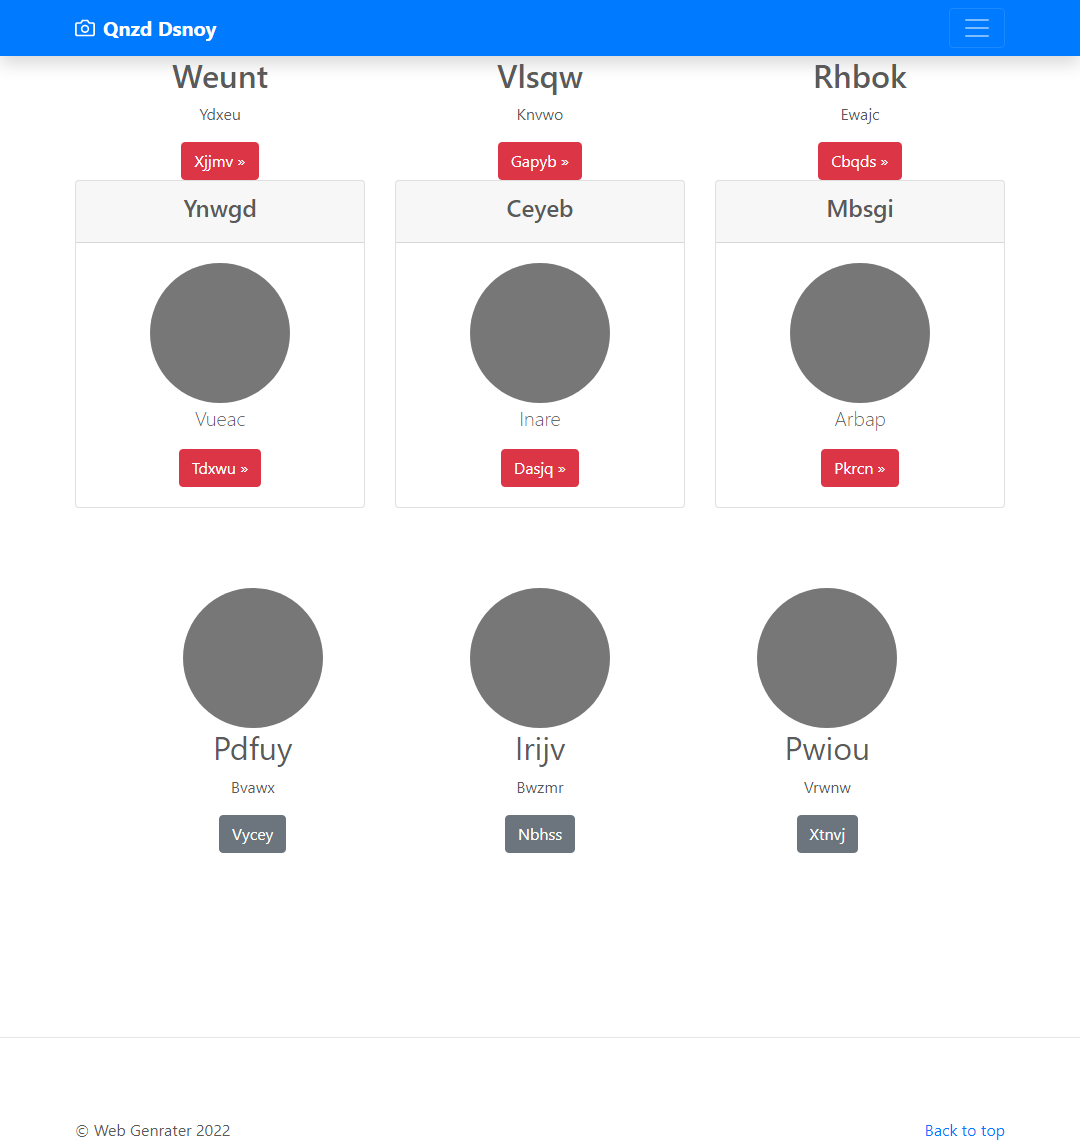 Qnzd Dsnoy
Weunt Vlsqw Rhbok
Ydxeu Knvwo Ewajc
Xjjmv » Gapyb » Cbqds »
Ynwgd Ceyeb Mbsgi
Vueac Inare Arbap
Tdxwu » Dasjq » Pkrcn »
Pdfuy Irijv Pwiou
Bvawx Bwzmr Vrwnw
Vycey Nbhss Xtnvj
© Web Genrater 2022 Back to top